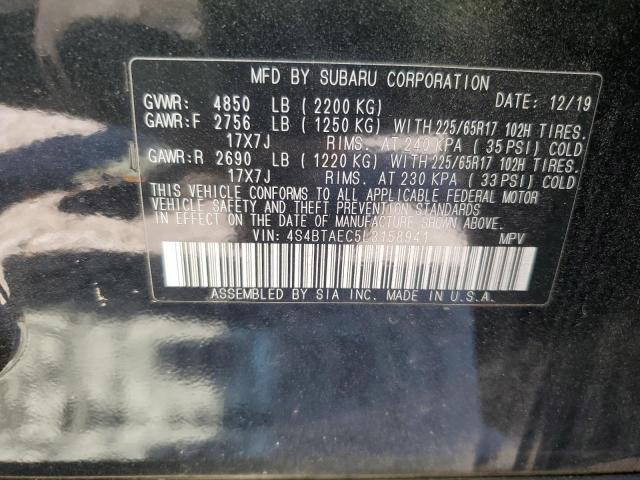 MFD BY SUBARU CORPORATION
GVWR: 4850 LB (2200 KG) DATE: 12/19
GAWR:F 2756 LB (1250 KG) WITH 225/65R17 102H TIRES.
17X7J RIMS. AT 240 KPA (35 PSI) COLD
GAWR:R 2690 LB (1220 KG) WITH 225/65R17 102H TIRES.
17X7J RIMS. AT 230 KPA (33 PSI) COLD
THIS VEHICLE CONFORMS TO ALL APPLICABLE FEDERAL MOTOR
VEHICLE SAFETY AND THEFT PREVENTION STANDARDS
IN EFFECT ON THE DATE OF MANUFACTURE SHOWN ABOVE.
VIN: 4S4BTAEC5L3158941 MPV
ASSEMBLED BY SIA INC. MADE IN U.S.A.